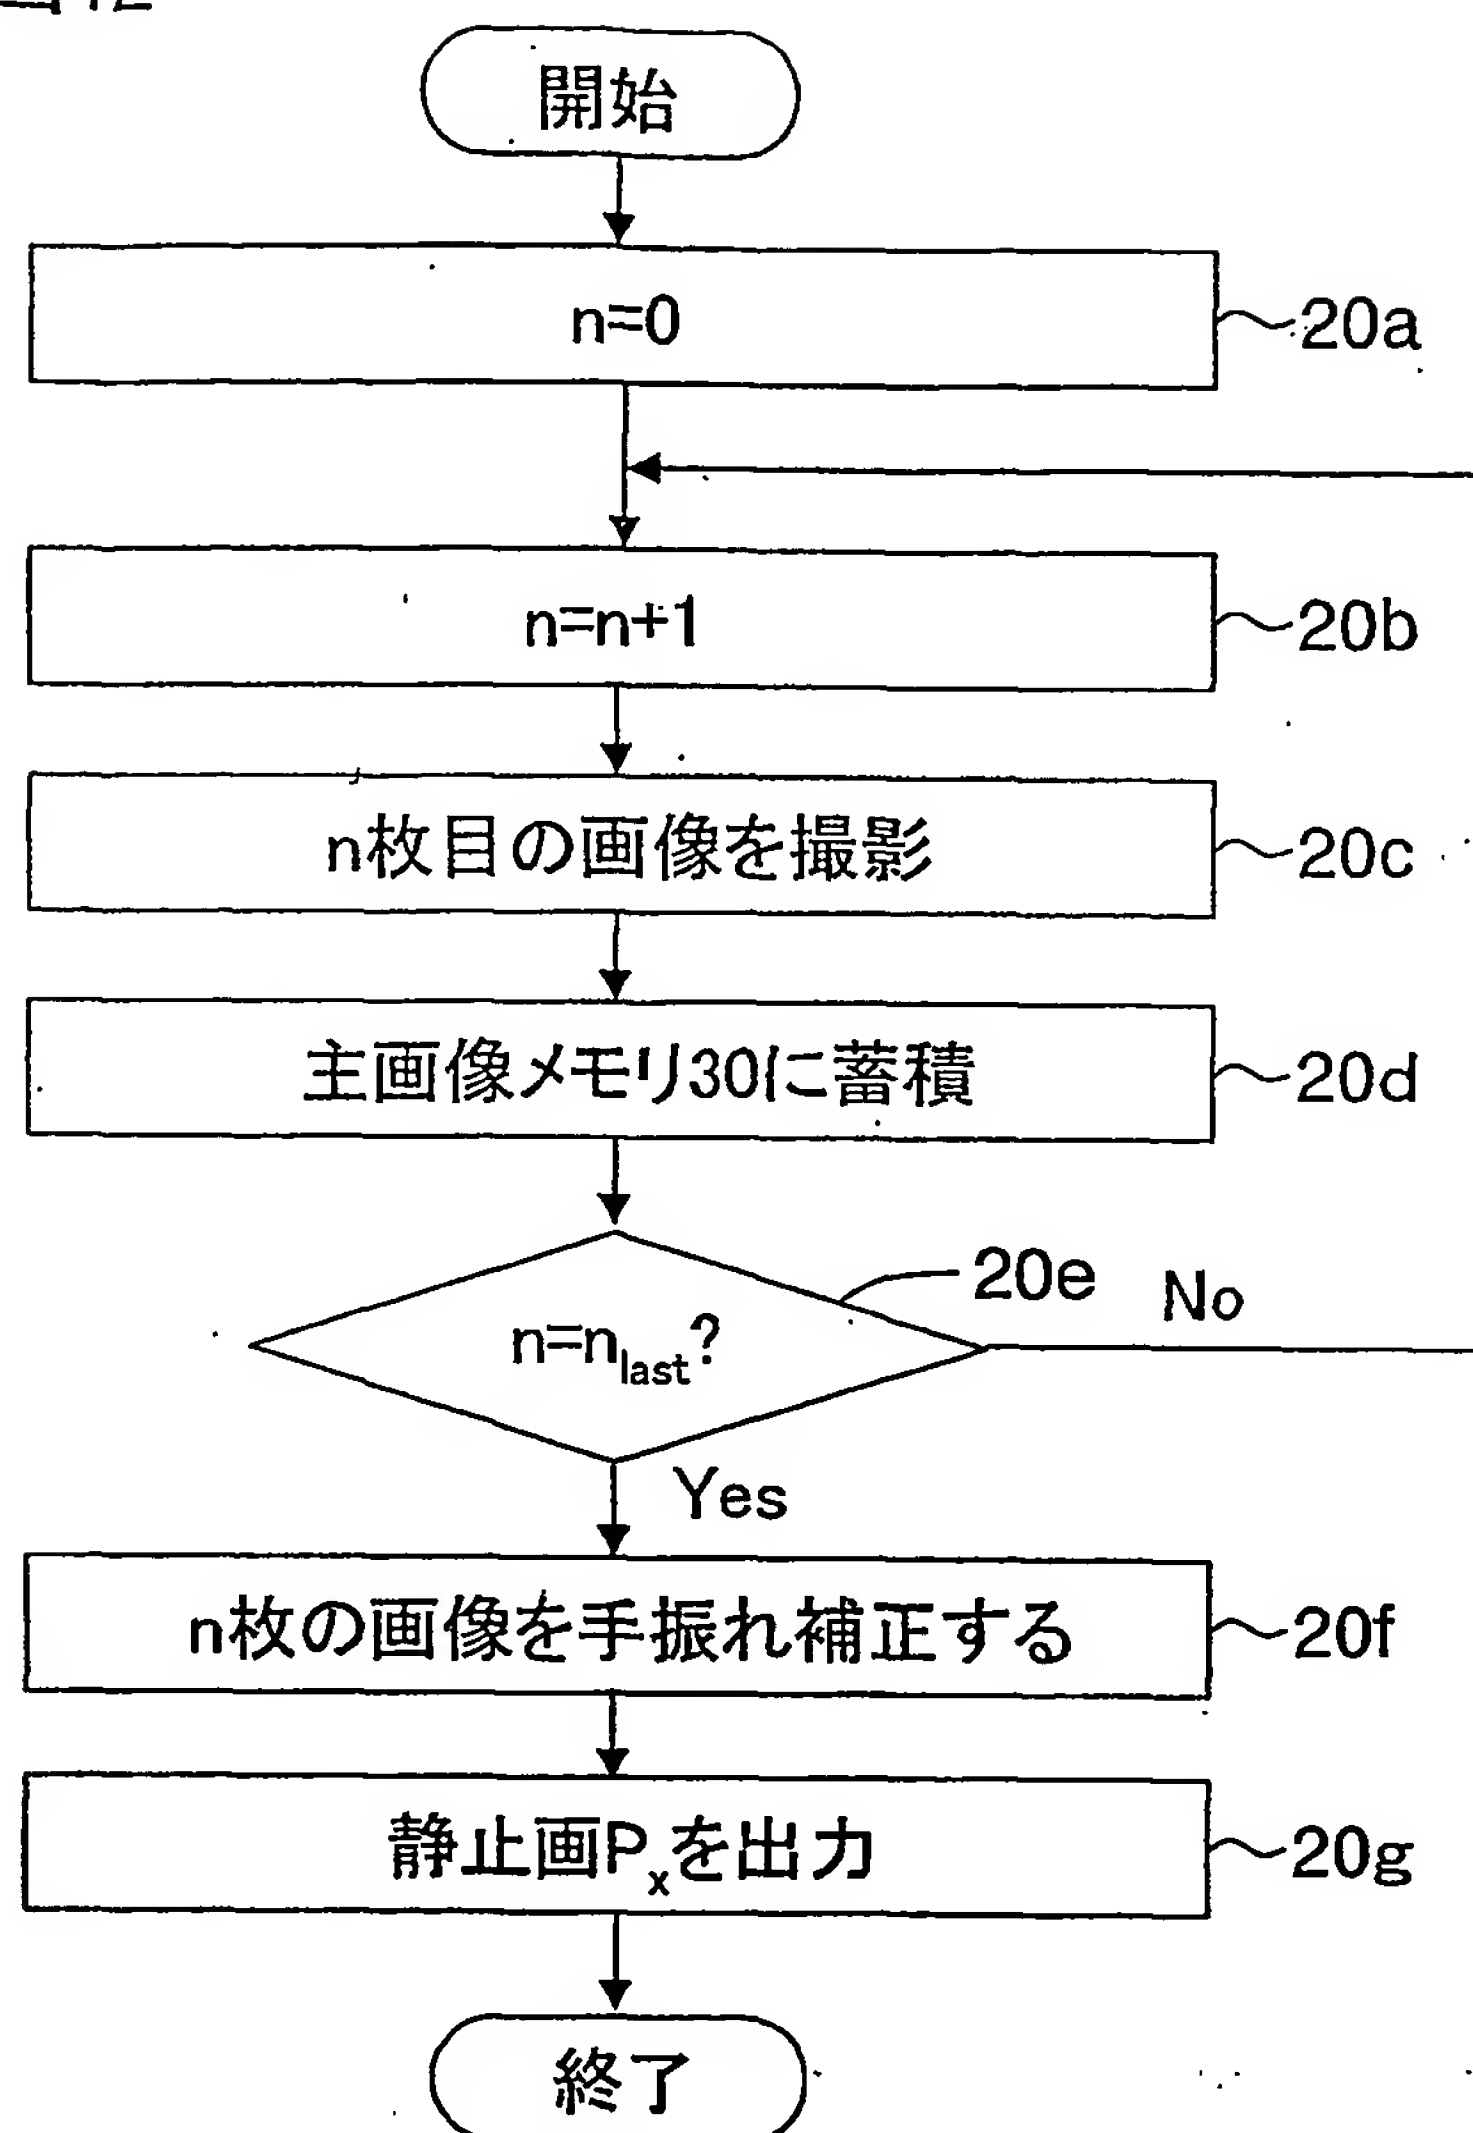 開始
n=0
20a
n=n+1
20b
n枚目の画像を撮影
20c
主画像メモリ30に蓄積
20d
20e
No
n=nlast?
Yes
n枚の画像を手振れ補正する
20f
静止画Pxを出力
20g
終了